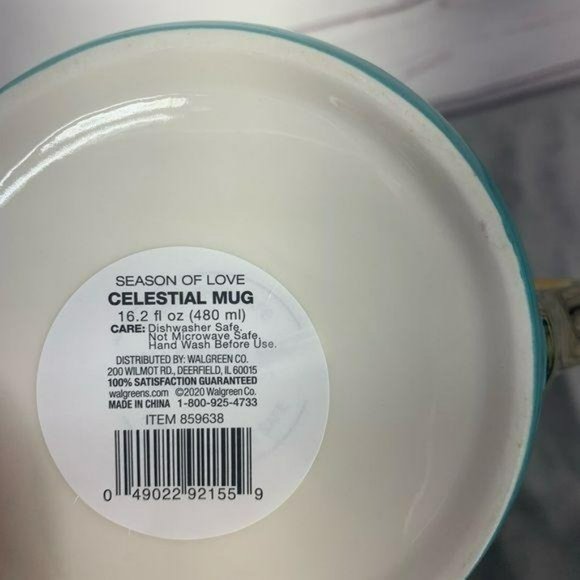 SEASON OF LOVE
CELESTIAL MUG
16.2 fl oz (480 ml)
CARE: Dishwasher Safe.
Not Microwave Safe.
Hand Wash Before Use.
DISTRIBUTED BY: WALGREEN CO.
200 WILMOT RD., DEERFIELD, IL 60015
100% SATISFACTION GUARANTEED
walgreens.com ©2020 Walgreen Co.
MADE IN CHINA 1-800-925-4733
ITEM 859638
0 49022 92155 9